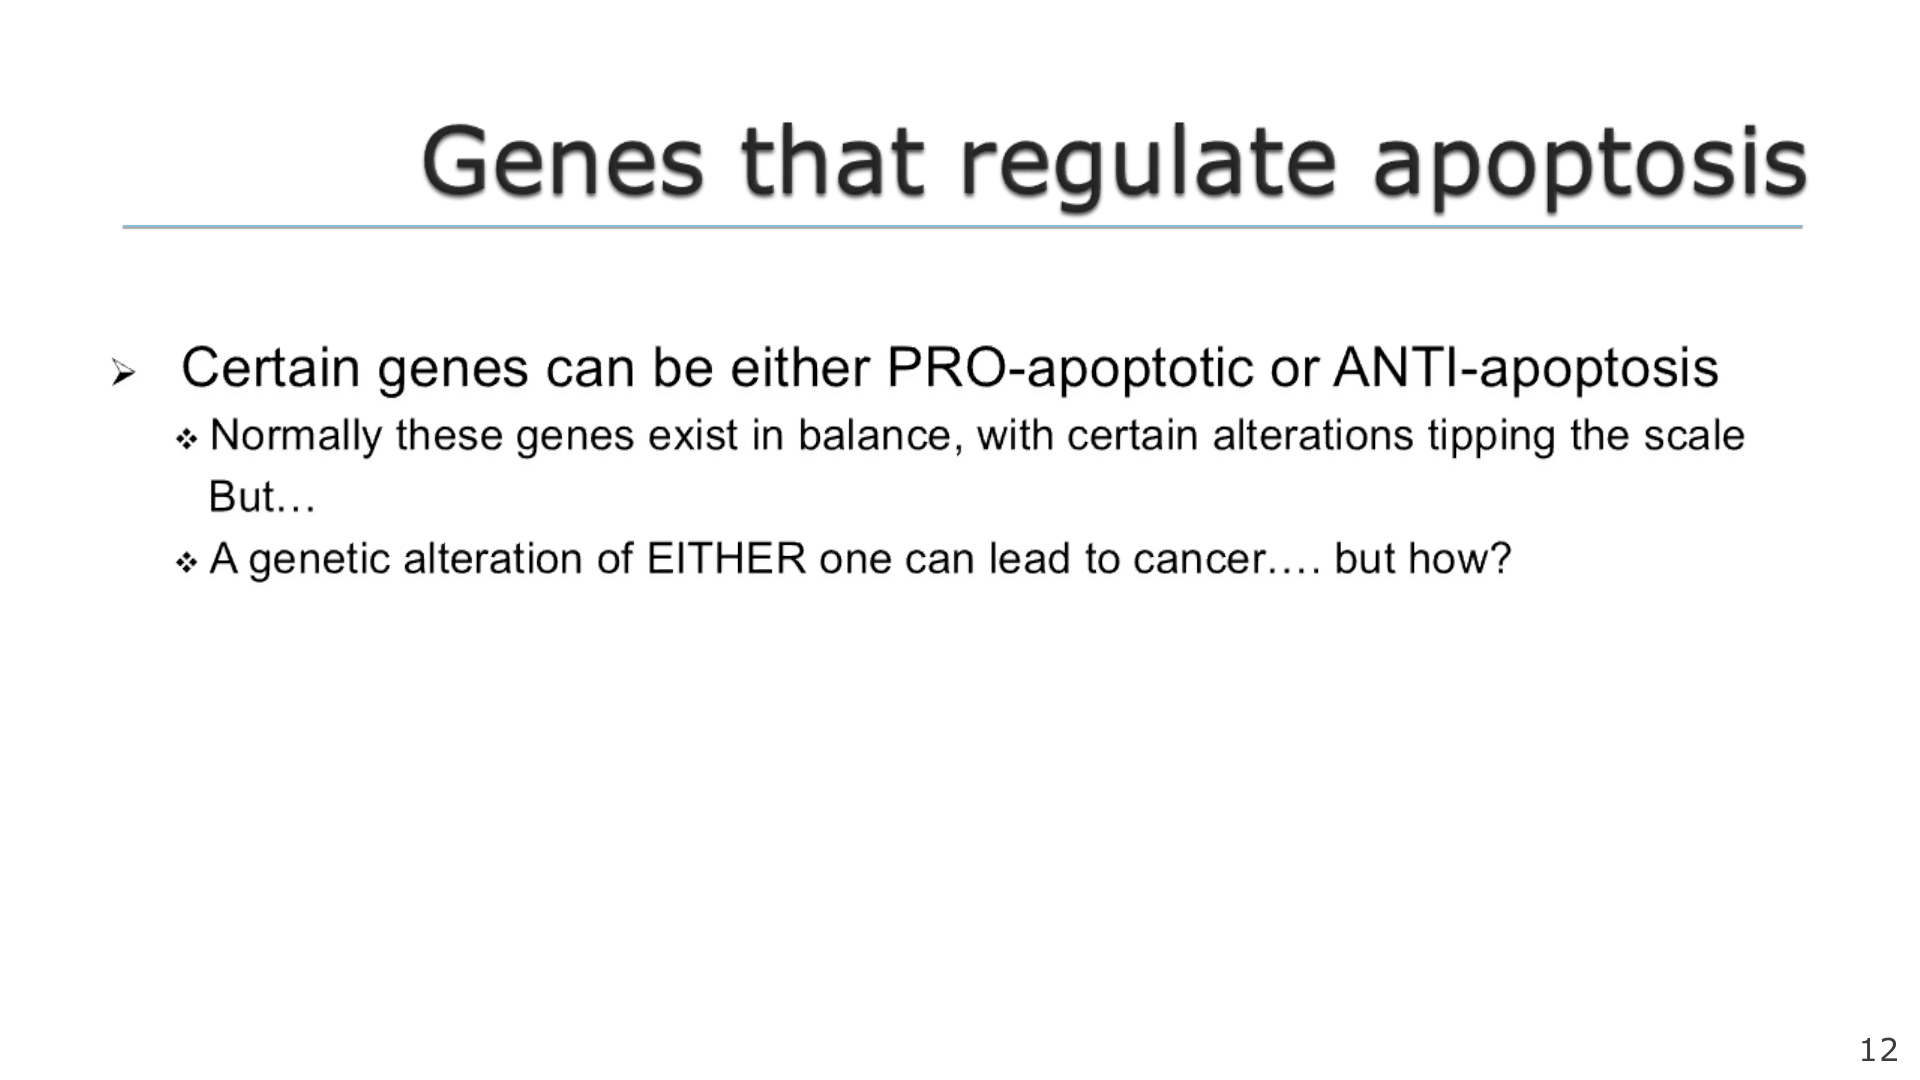 Genes that regulate apoptosis
➢ Certain genes can be either PRO-apoptotic or ANTI-apoptosis
❖ Normally these genes exist in balance, with certain alterations tipping the scale
But…
❖ A genetic alteration of EITHER one can lead to cancer…. but how?
12